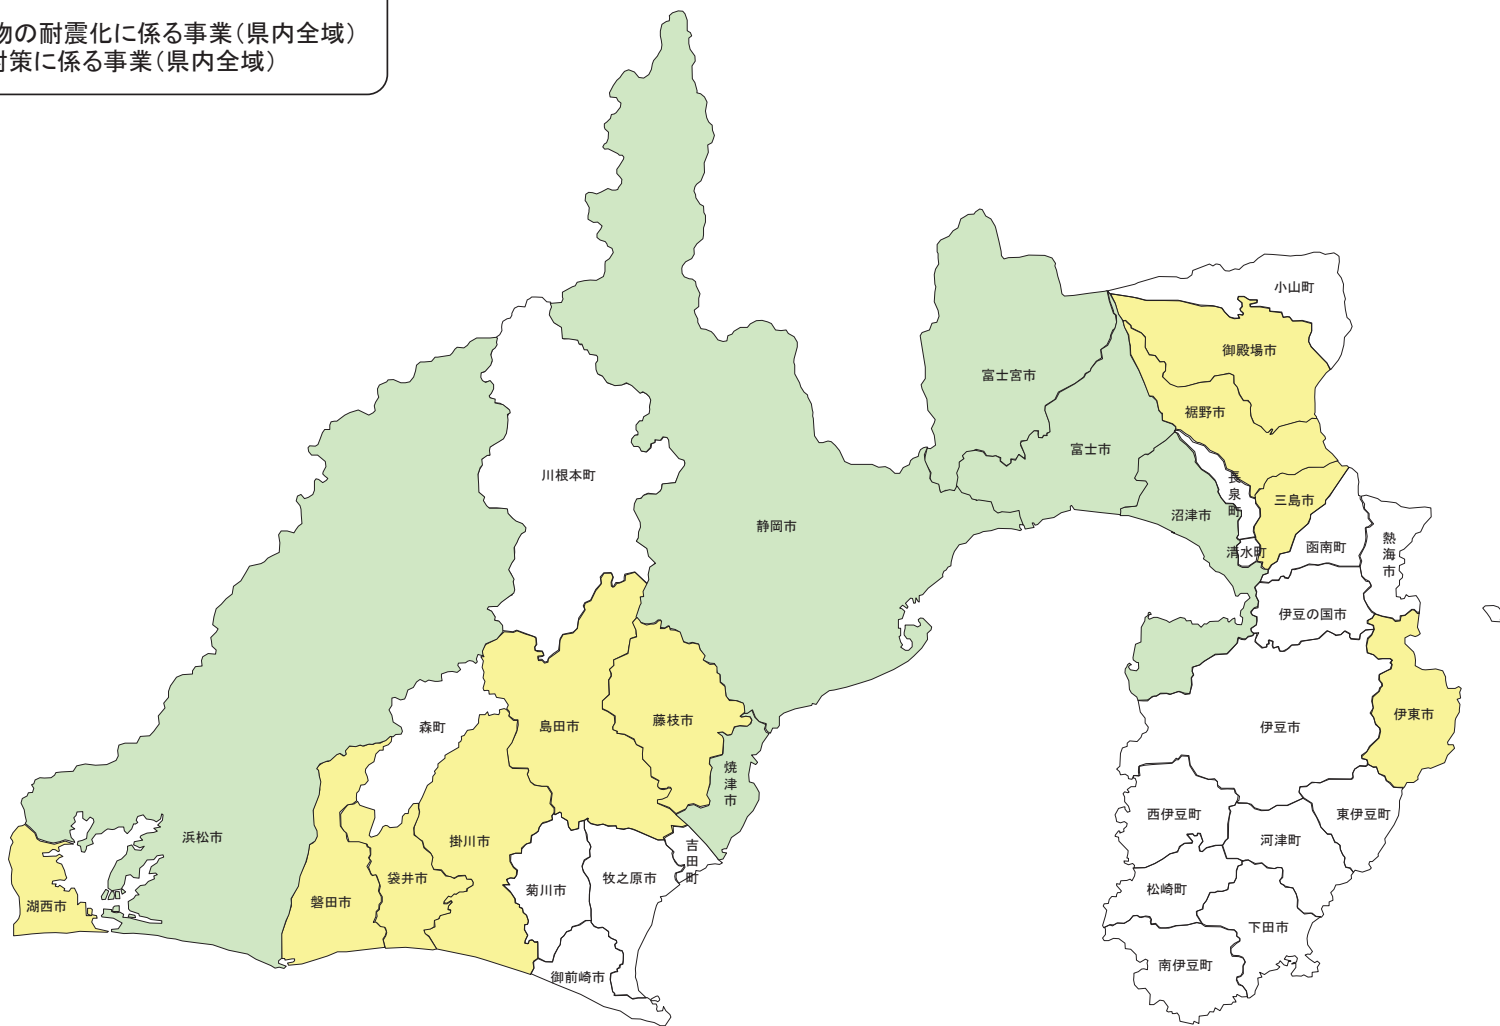 物の耐震化に係る事業（県内全域）
対策に係る事業（県内全域）
小山町
御殿場市
富士宮市
裾野市
富士市
川根本町
長泉町
三島市
沼津市
静岡市
熱海市
函南町
清水町
伊豆の国市
伊東市
藤枝市
島田市
森町
伊豆市
焼津市
西伊豆町
東伊豆町
浜松市
掛川市
河津町
吉田町
袋井市
牧之原市
菊川市
松崎町
磐田市
湖西市
下田市
南伊豆町
御前崎市